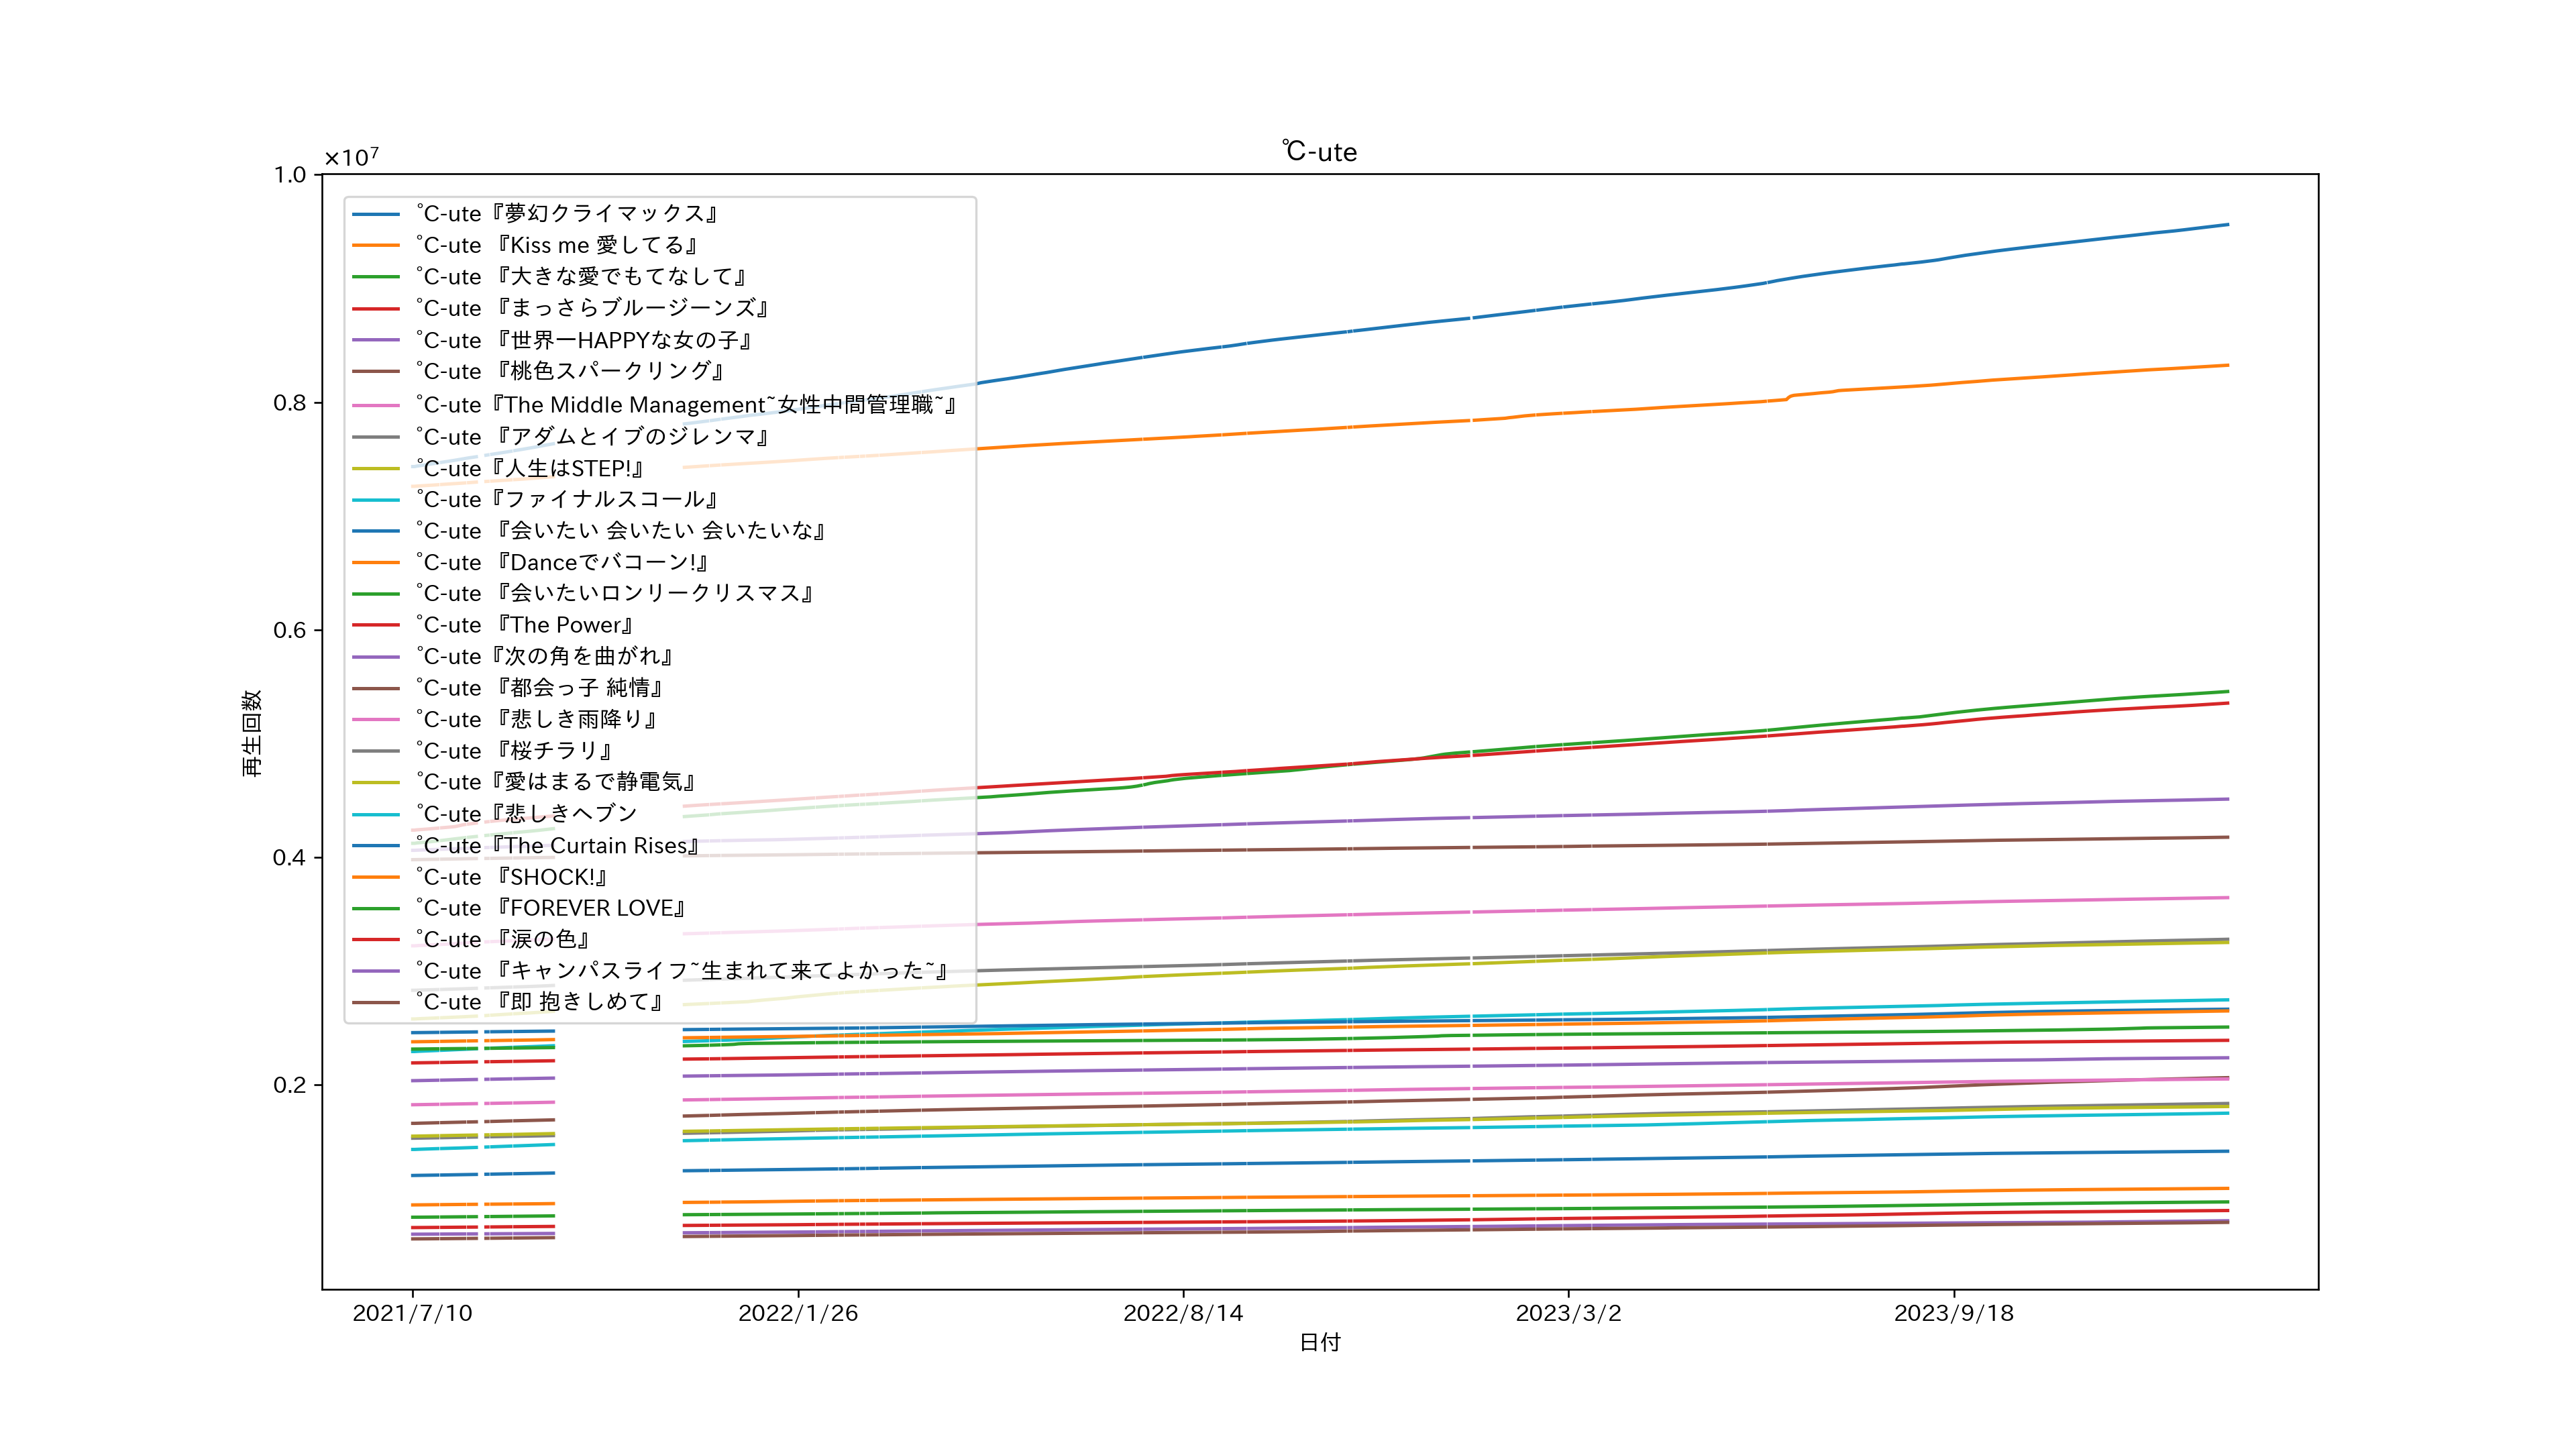 ℃-ute
×10⁷
1.0
0.8
0.6
0.4
0.2
再生回数
℃-ute『夢幻クライマックス』
℃-ute 『Kiss me 愛してる』
℃-ute 『大きな愛でもてなして』
℃-ute 『まっさらブルージーンズ』
℃-ute 『世界一HAPPYな女の子』
℃-ute 『桃色スパークリング』
℃-ute『The Middle Management~女性中間管理職~』
℃-ute 『アダムとイブのジレンマ』
℃-ute『人生はSTEP!』
℃-ute『ファイナルスコール』
℃-ute 『会いたい 会いたい 会いたいな』
℃-ute 『Danceでバコーン!』
℃-ute 『会いたいロンリークリスマス』
℃-ute 『The Power』
℃-ute『次の角を曲がれ』
℃-ute 『都会っ子 純情』
℃-ute 『悲しき雨降り』
℃-ute 『桜チラリ』
℃-ute 『愛はまるで静電気』
℃-ute『悲しきヘブン
℃-ute『The Curtain Rises』
℃-ute 『SHOCK!』
℃-ute 『FOREVER LOVE』
℃-ute 『涙の色』
℃-ute 『キャンパスライフ~生まれて来てよかった~』
℃-ute 『即 抱きしめて』
2021/7/10
2022/1/26
2022/8/14
2023/3/2
2023/9/18
日付